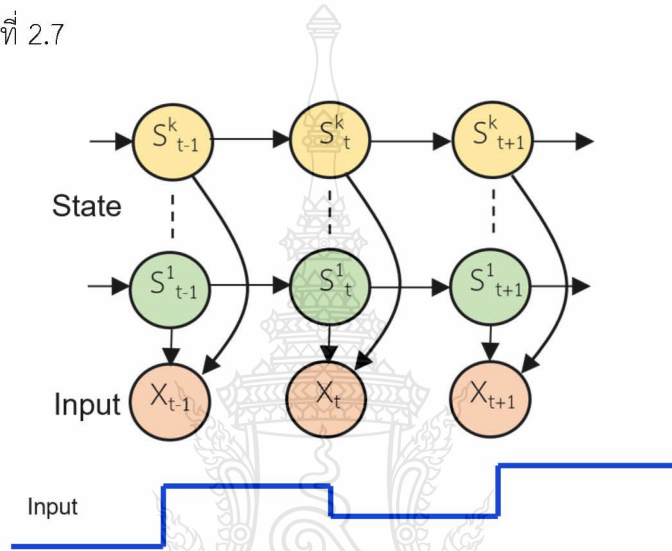 ที่ 2.7
S^k_{t-1} S^k_t S^k_{t+1}
State
S^1_{t-1} S^1_t S^1_{t+1}
Input X_{t-1} X_t X_{t+1}
Input